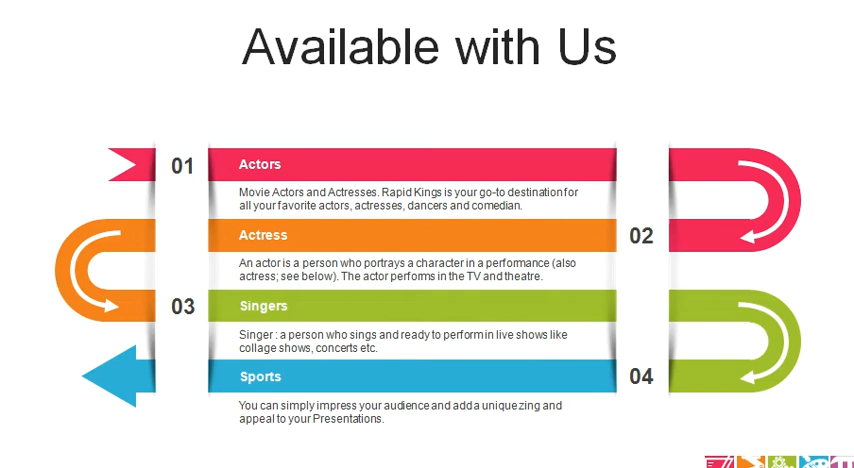 Available with Us
01
Actors
Movie Actors and Actresses. Rapid Kings is your go-to destination for
all your favorite actors, actresses, dancers and comedian.
Actress
02
An actor is a person who portrays a character in a performance (also
actress; see below). The actor performs in the TV and theatre.
03
Singers
Singer : a person who sings and ready to perform in live shows like
collage shows, concerts etc.
Sports
04
You can simply impress your audience and add a unique zing and
appeal to your Presentations.